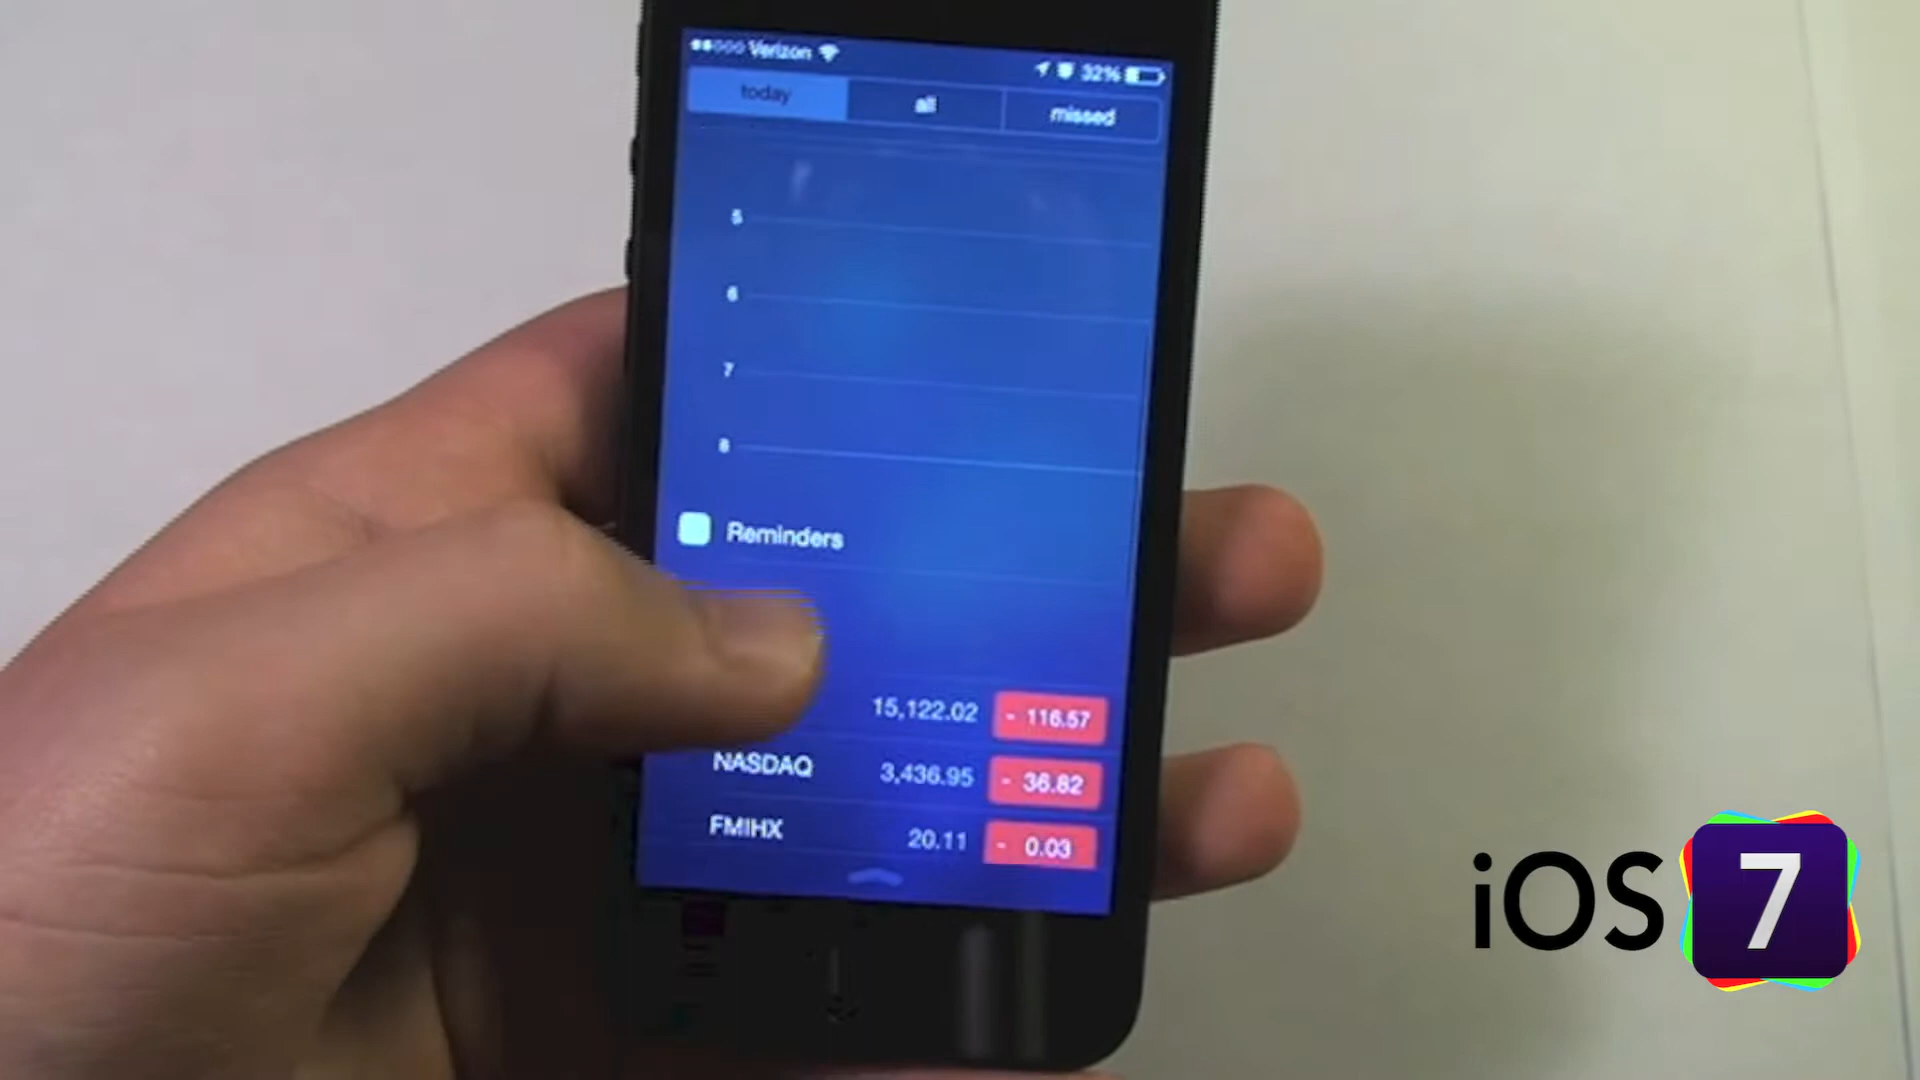 Verizon
32%
today all missed
5
6
7
8
Reminders
15,122.02 - 116.57
NASDAQ 3,436.95 - 36.82
FMIHX 20.11 - 0.03
iOS 7